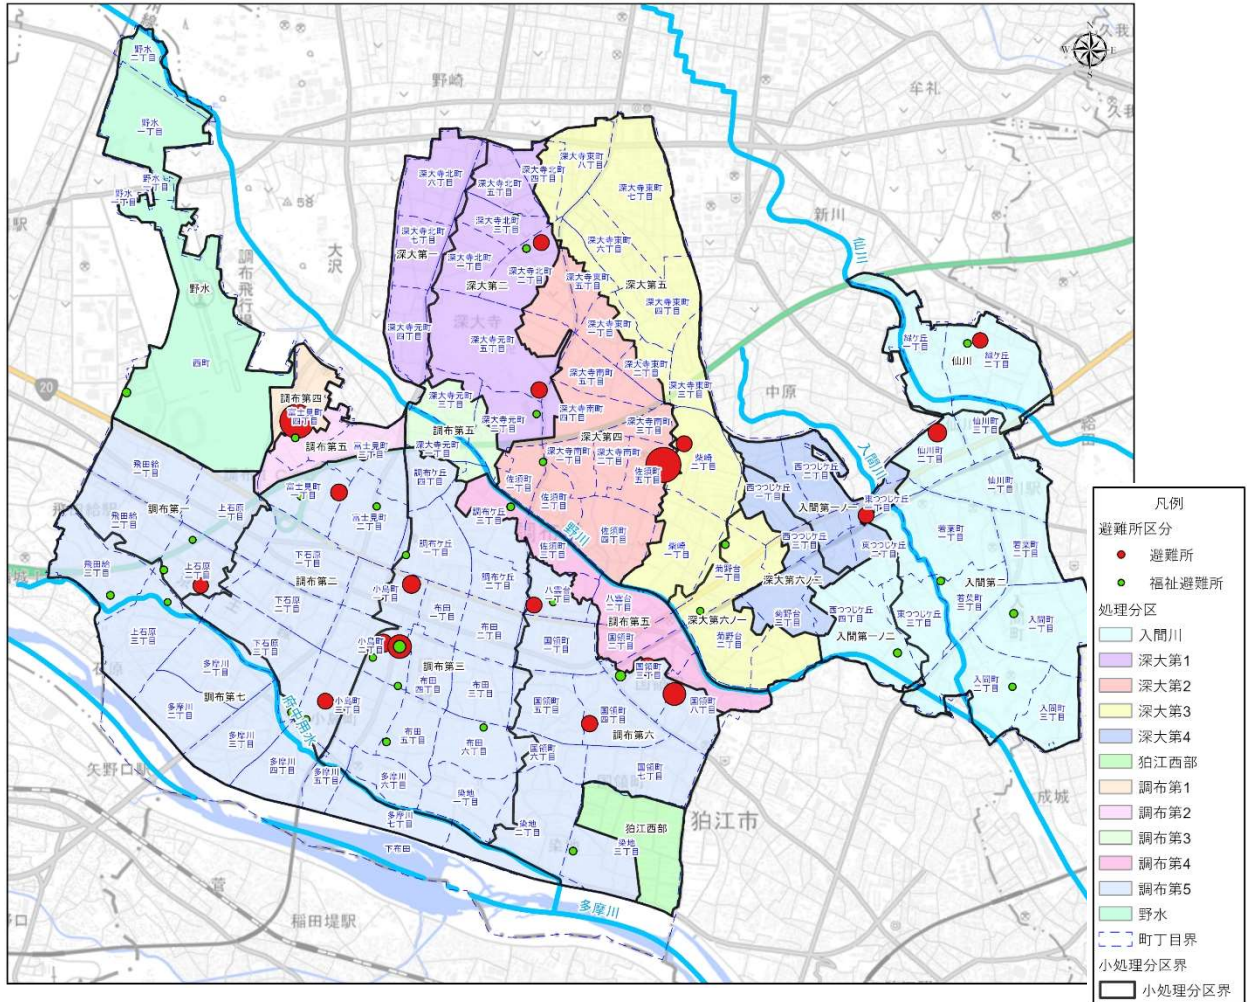 野水
二丁目
野水
一丁目
野水
二丁目
野水
一丁目
野水
西町
野崎
牟礼
新川
中原
大沢
調布飛行場
58
20
仙川
入間川
野川
府中用水
多摩川
狛江市
成城
矢野口駅
稲田堤駅
菅
N
W
E
S
深大寺北町
六丁目
深大寺北町
五丁目
深大寺北町
四丁目
深大寺東町
八丁目
深大寺東町
七丁目
深大寺北町
七丁目
深大第一
深大寺北町
三丁目
深大寺北町
一丁目
深大第二
深大寺北町
二丁目
深大寺東町
六丁目
深大寺東町
五丁目
深大第五
深大寺東町
四丁目
深大寺元町
四丁目
深大寺
深大寺元町
五丁目
深大寺東町
一丁目
深大寺東町
二丁目
深大寺南町
五丁目
深大寺東町
三丁目
深大寺元町
三丁目
深大寺元町
二丁目
深大寺南町
四丁目
深大寺南町
三丁目
調布第五
深大寺元町
一丁目
深大第四
深大寺南町
一丁目
深大寺南町
二丁目
柴崎
二丁目
佐須町
五丁目
佐須町
一丁目
佐須町
二丁目
佐須町
四丁目
佐須町
三丁目
柴崎
一丁目
調布第四
富士見町
四丁目
調布第五
富士見町
三丁目
富士見町
一丁目
富士見町
二丁目
調布ケ丘
四丁目
調布ケ丘
三丁目
調布ケ丘
一丁目
調布ケ丘
二丁目
飛田給
一丁目
飛田給
二丁目
調布第一
上石原
一丁目
飛田給
三丁目
上石原
二丁目
上石原
三丁目
下石原
一丁目
調布第二
下石原
二丁目
下石原
三丁目
小島町
一丁目
小島町
二丁目
小島町
三丁目
布田
一丁目
布田
二丁目
調布第三
布田
四丁目
布田
三丁目
布田
五丁目
布田
六丁目
八雲台
一丁目
八雲台
二丁目
調布第五
国領町
一丁目
国領町
二丁目
国領町
三丁目
国領町
五丁目
国領町
四丁目
国領町
八丁目
調布第六
国領町
六丁目
国領町
七丁目
多摩川
一丁目
調布第七
多摩川
二丁目
多摩川
三丁目
多摩川
四丁目
多摩川
五丁目
多摩川
六丁目
多摩川
七丁目
染地
一丁目
染地
二丁目
染地
三丁目
下布田
狛江西部
緑ケ丘
一丁目
緑ケ丘
二丁目
仙川
仙川町
三丁目
仙川町
二丁目
仙川町
一丁目
若葉町
一丁目
若葉町
二丁目
若葉町
三丁目
入間第二
入間町
一丁目
入間町
二丁目
入間町
三丁目
西つつじケ丘
二丁目
西つつじケ丘
一丁目
入間第一ノ一
東つつじケ丘
一丁目
西つつじケ丘
三丁目
東つつじケ丘
二丁目
菊野台
一丁目
深大第六ノ二
菊野台
三丁目
深大第六ノ一
菊野台
二丁目
西つつじケ丘
四丁目
東つつじケ丘
三丁目
入間第一ノ二
凡例
避難所区分
避難所
福祉避難所
処理分区
入間川
深大第1
深大第2
深大第3
深大第4
狛江西部
調布第1
調布第2
調布第3
調布第4
調布第5
野水
町丁目界
小処理分区界
小処理分区界